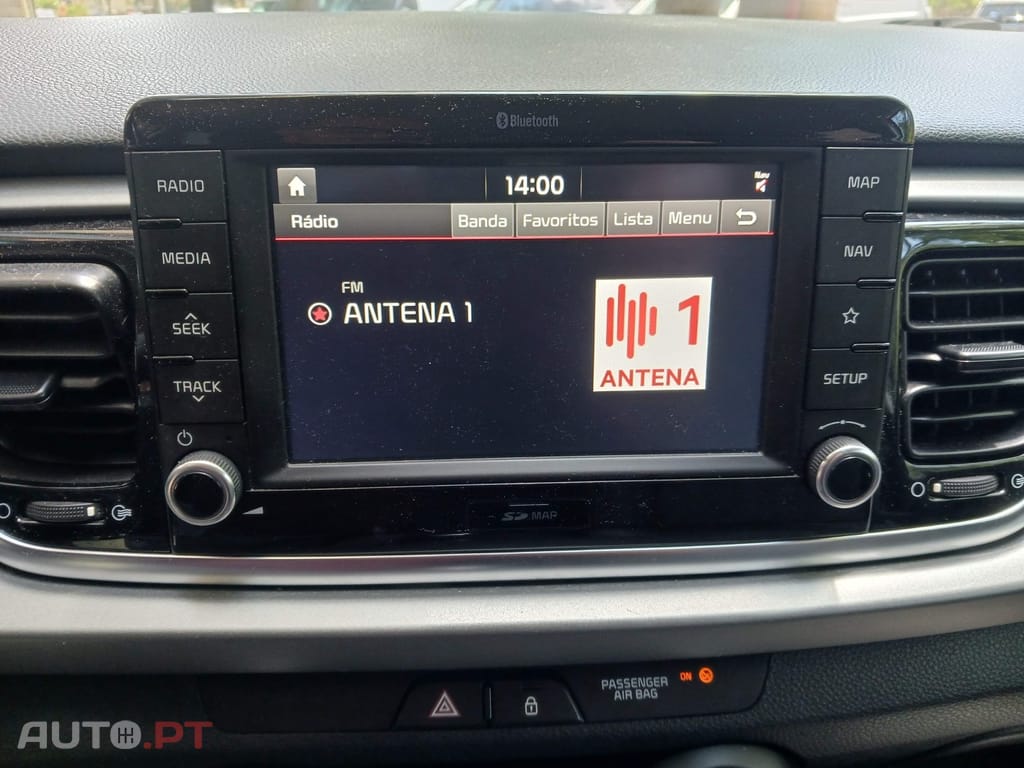 Bluetooth
RADIO
MEDIA
SEEK
TRACK
14:00
Nav
Rádio
Banda
Favoritos
Lista
Menu
FM
ANTENA 1
1
ANTENA
MAP
NAV
SETUP
SD MAP
PASSENGER
AIR BAG
ON
AUTO.PT